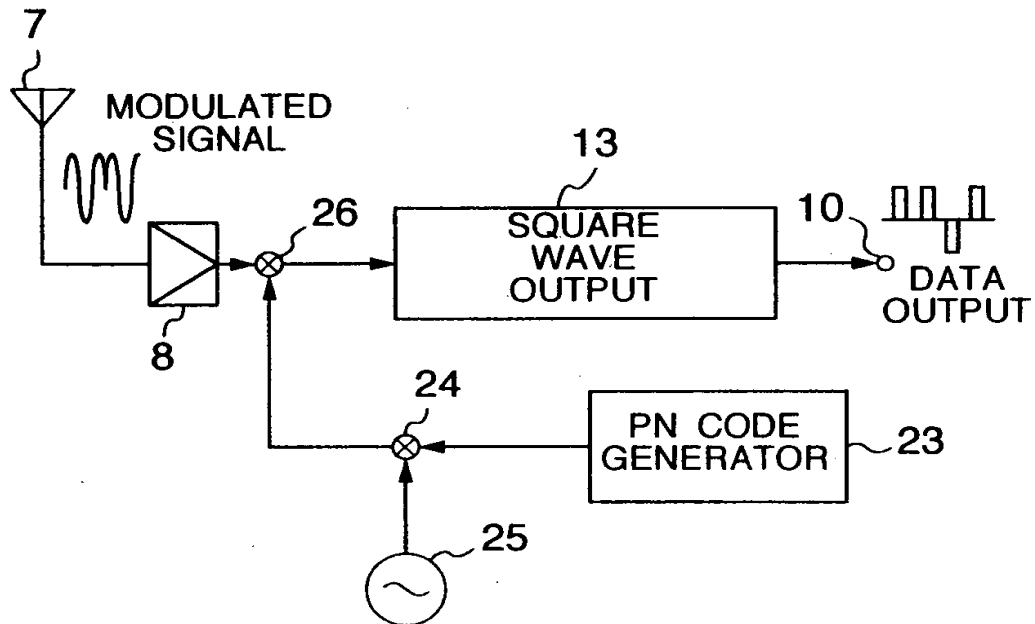 7
MODULATED
SIGNAL
13
26
SQUARE
WAVE
OUTPUT
10
DATA
OUTPUT
8
24
PN CODE
GENERATOR
23
25